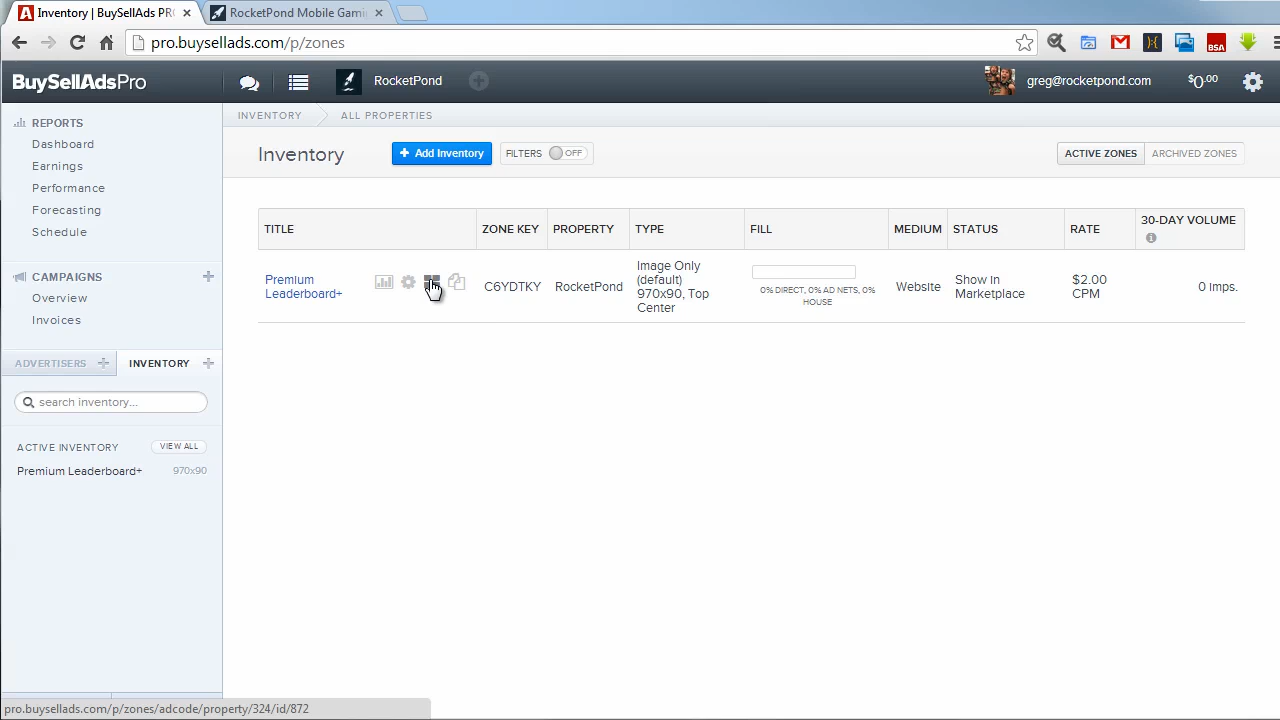 Inventory | BuySellAds PRO
RocketPond Mobile Gami
pro.buysellads.com/p/zones
BSA
BuySellAdsPro
RocketPond
greg@rocketpond.com
$0.00
REPORTS
Dashboard
Earnings
Performance
Forecasting
Schedule
CAMPAIGNS
Overview
Invoices
ADVERTISERS
INVENTORY
search inventory...
ACTIVE INVENTORY
VIEW ALL
Premium Leaderboard+ 970x90
INVENTORY
ALL PROPERTIES
Inventory
+ Add Inventory
FILTERS OFF
ACTIVE ZONES
ARCHIVED ZONES
TITLE
ZONE KEY
PROPERTY
TYPE
FILL
MEDIUM
STATUS
RATE
30-DAY VOLUME
Premium
Leaderboard+
C6YDTKY
RocketPond
Image Only
(default)
970x90, Top
Center
0% DIRECT, 0% AD NETS, 0%
HOUSE
Website
Show in
Marketplace
$2.00
CPM
0 Imps.
pro.buysellads.com/p/zones/adcode/property/324/id/872